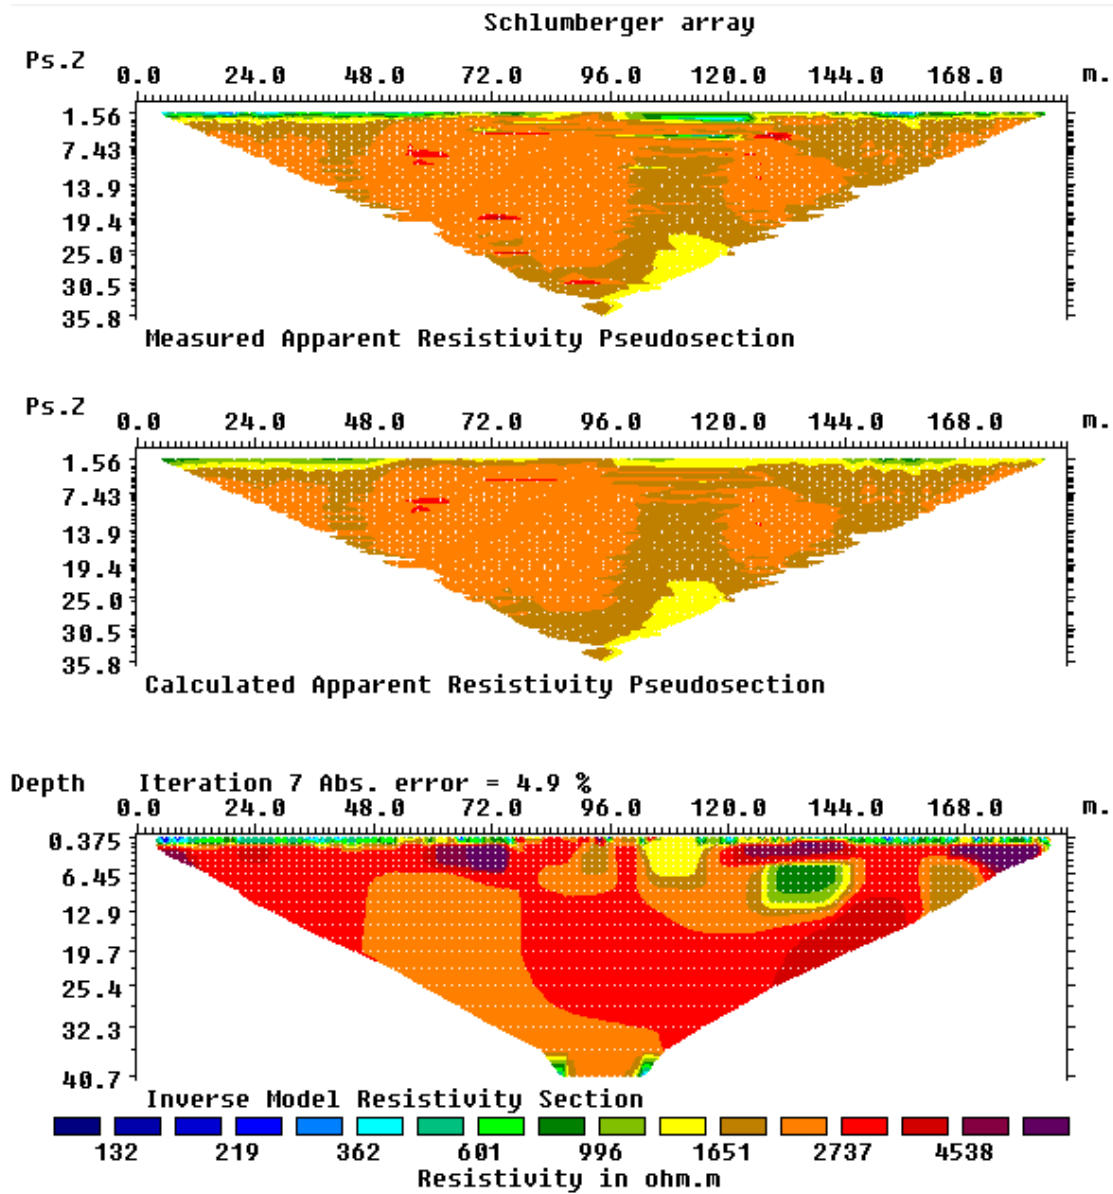 Schlumberger array
Ps.Z 0.0 24.0 48.0 72.0 96.0 120.0 144.0 168.0 m.
1.56
7.43
13.9
19.4
25.0
30.5
35.8
Measured Apparent Resistivity Pseudosection
Ps.Z 0.0 24.0 48.0 72.0 96.0 120.0 144.0 168.0 m.
1.56
7.43
13.9
19.4
25.0
30.5
35.8
Calculated Apparent Resistivity Pseudosection
Depth Iteration 7 Abs. error = 4.9 %
0.0 24.0 48.0 72.0 96.0 120.0 144.0 168.0 m.
0.375
6.45
12.9
19.7
25.4
32.3
40.7
Inverse Model Resistivity Section
132 219 362 601 996 1651 2737 4538
Resistivity in ohm.m